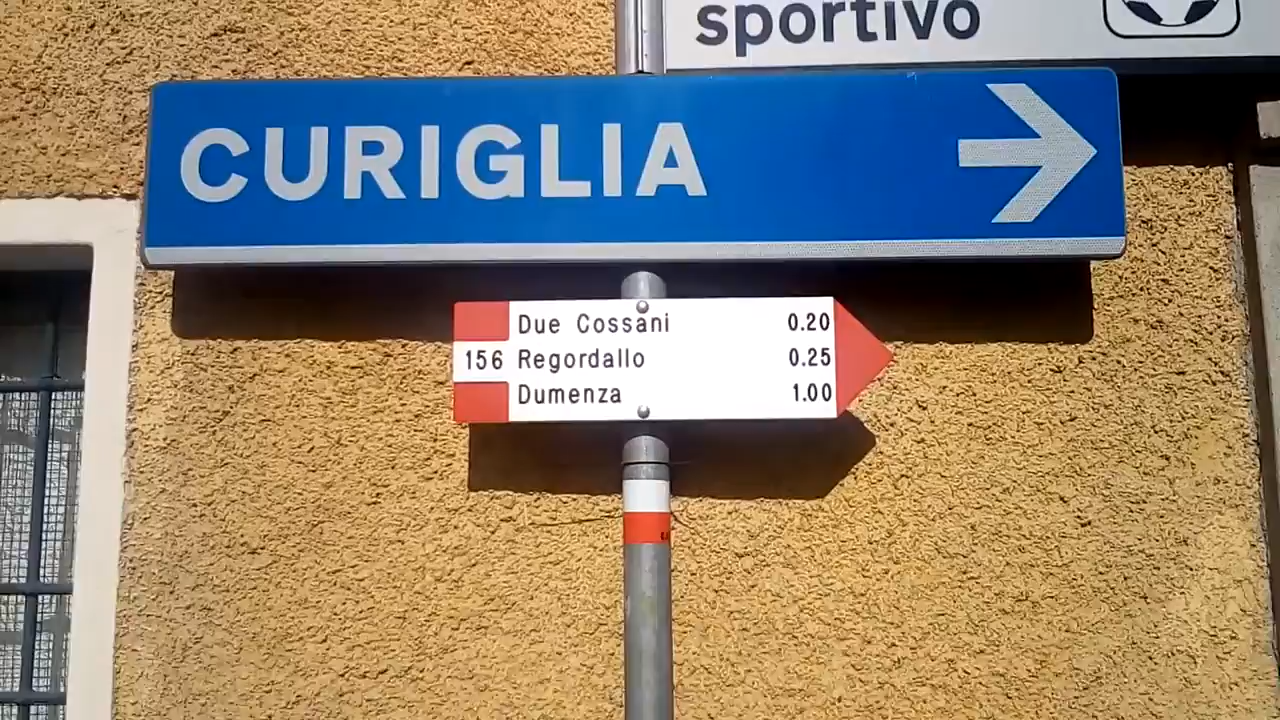 sportivo
CURIGLIA
Due Cossani 0.20
156 Regordallo 0.25
Dumenza 1.00